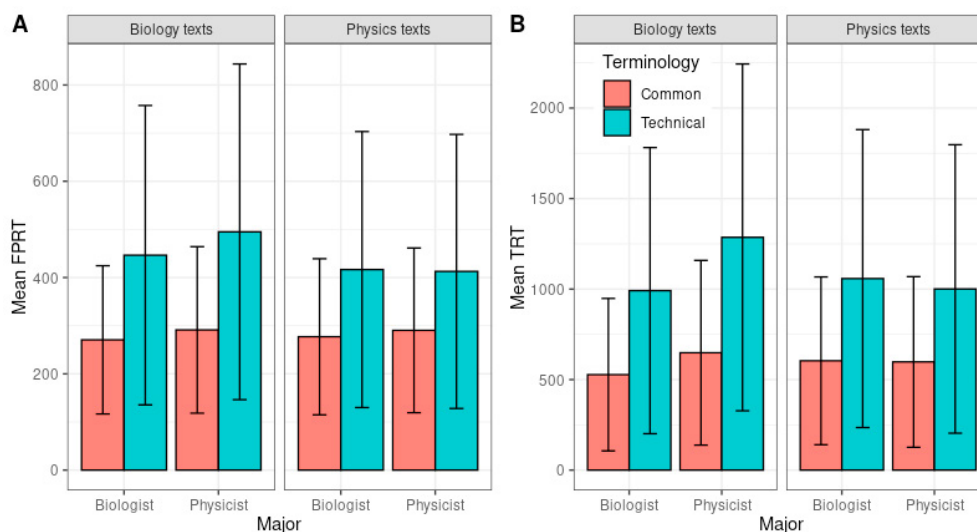 A
Biology texts
Physics texts
Mean FPRT
800
600
400
200
0
Biologist
Physicist
Biologist
Physicist
Major
B
Biology texts
Physics texts
Terminology
Common
Technical
Mean TRT
2000
1500
1000
500
0
Biologist
Physicist
Biologist
Physicist
Major